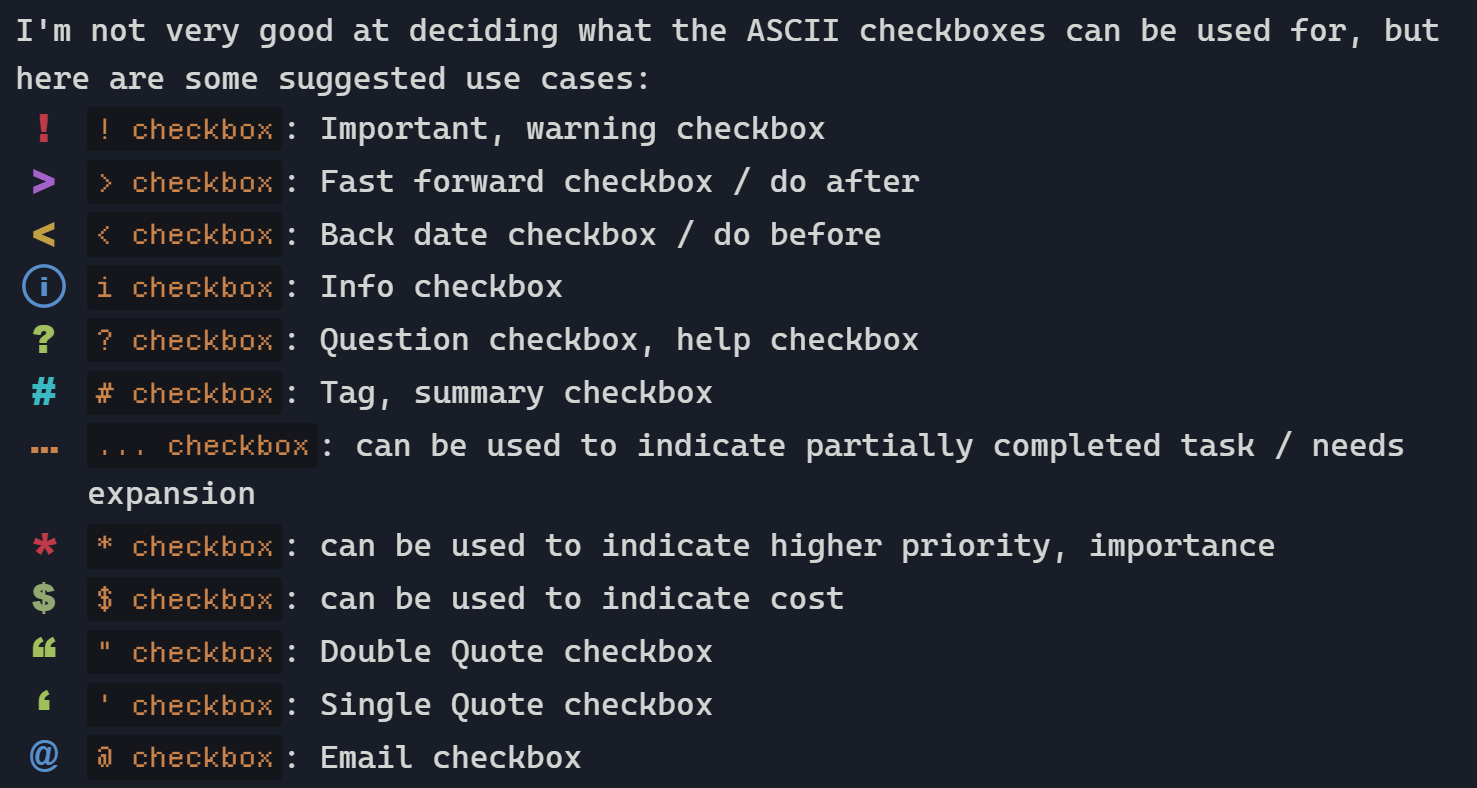 I'm not very good at deciding what the ASCII checkboxes can be used for, but
here are some suggested use cases:
! ! checkbox: Important, warning checkbox
> > checkbox: Fast forward checkbox / do after
< < checkbox: Back date checkbox / do before
i i checkbox: Info checkbox
? ? checkbox: Question checkbox, help checkbox
# # checkbox: Tag, summary checkbox
… ... checkbox: can be used to indicate partially completed task / needs
expansion
* * checkbox: can be used to indicate higher priority, importance
$ $ checkbox: can be used to indicate cost
“ " checkbox: Double Quote checkbox
‘ ' checkbox: Single Quote checkbox
@ @ checkbox: Email checkbox